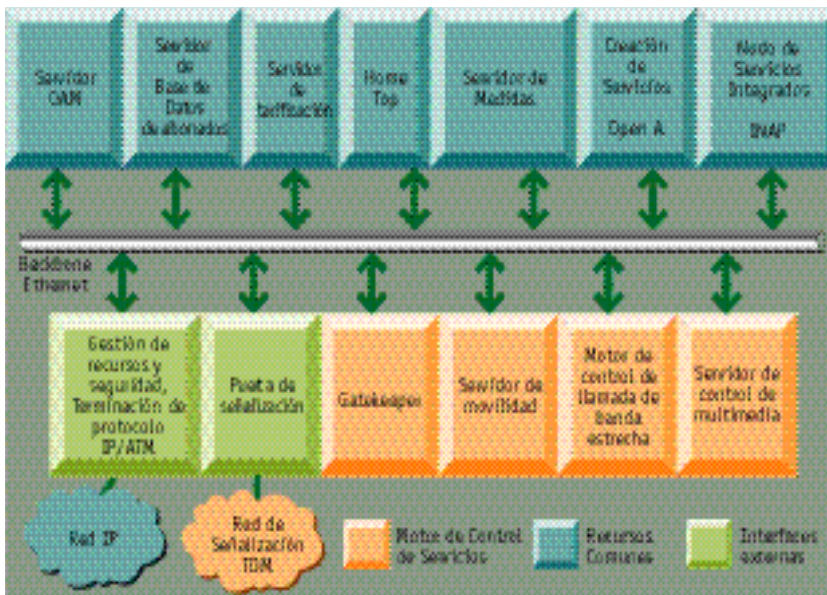 Servidor
OAM
Servidor
de
Base de
Datos
de abonados
Servidor
de
tarificación
Home
Top
Servidor de
Medidas
Creación
de
Servicios
Open A
Nodo de
Servicios
Integrados
INAP
Backbone
Ethernet
Gestión de
recursos y
seguridad,
Terminación de
protocolo
IP/ATM
Puerta de
señalización
Gatekeeper
Servidor de
movilidad
Motor de
control de
llamada de
banda
estrecha
Servidor de
control de
multimedia
Red IP
Red de
Señalización
TDM
Motor de Control
de Servicios
Recursos
Comunes
Interfaces
externas